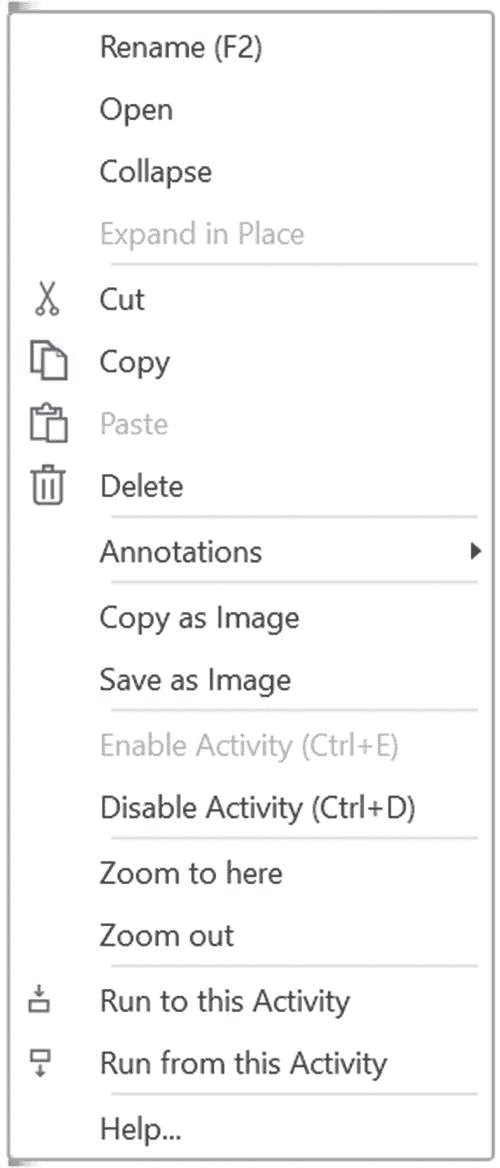 Rename (F2)
Open
Collapse
Expand in Place
Cut
Copy
Paste
Delete
Annotations
Copy as Image
Save as Image
Enable Activity (Ctrl+E)
Disable Activity (Ctrl+D)
Zoom to here
Zoom out
Run to this Activity
Run from this Activity
Help...